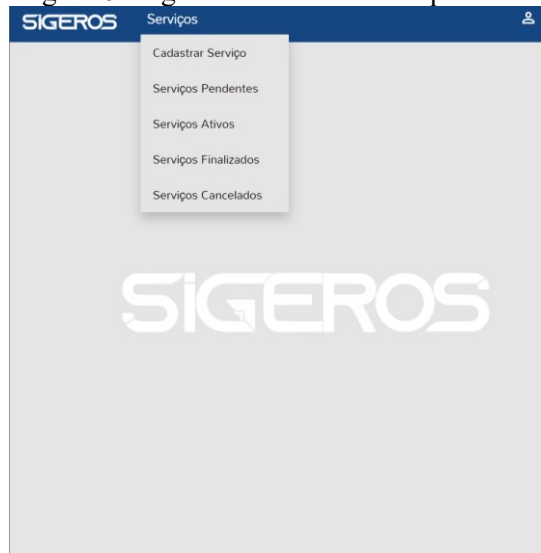 SIGEROS Serviços
Cadastrar Serviço
Serviços Pendentes
Serviços Ativos
Serviços Finalizados
Serviços Cancelados
SIGEROS